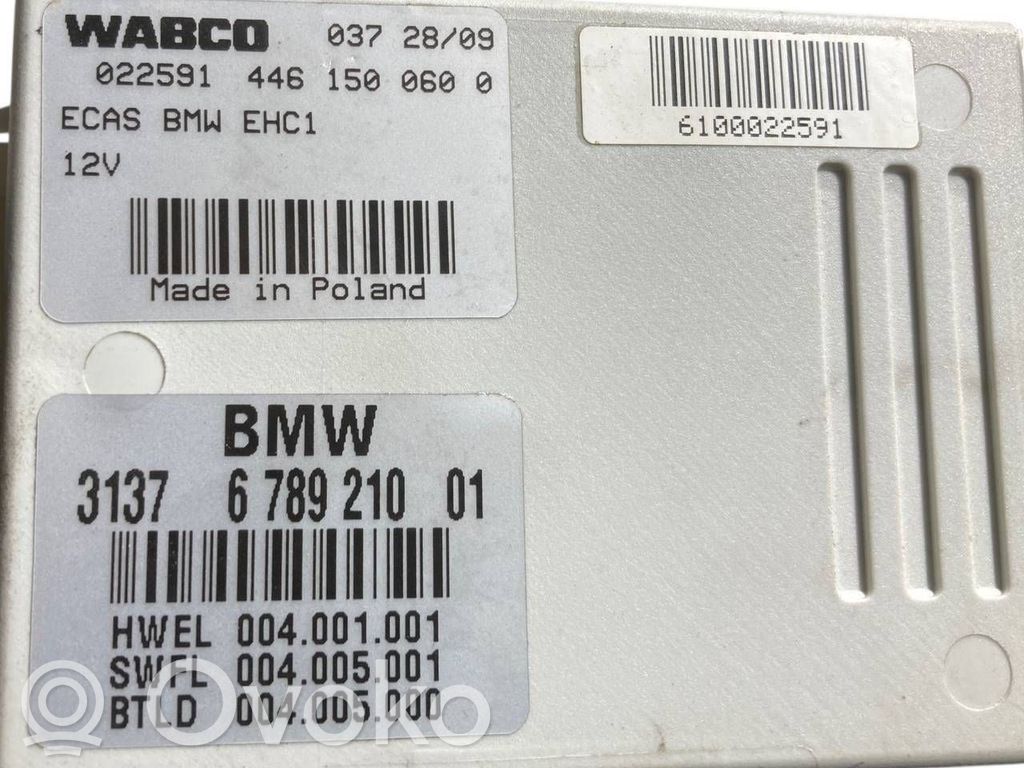 WABCO 037 28/09
022591 446 150 060 0
ECAS BMW EHC1
12V
Made in Poland
6100022591
BMW
3137 6 789 210 01
HWEL 004.001.001
SWFL 004.005.001
BTLD 004.005.000
Ovoko